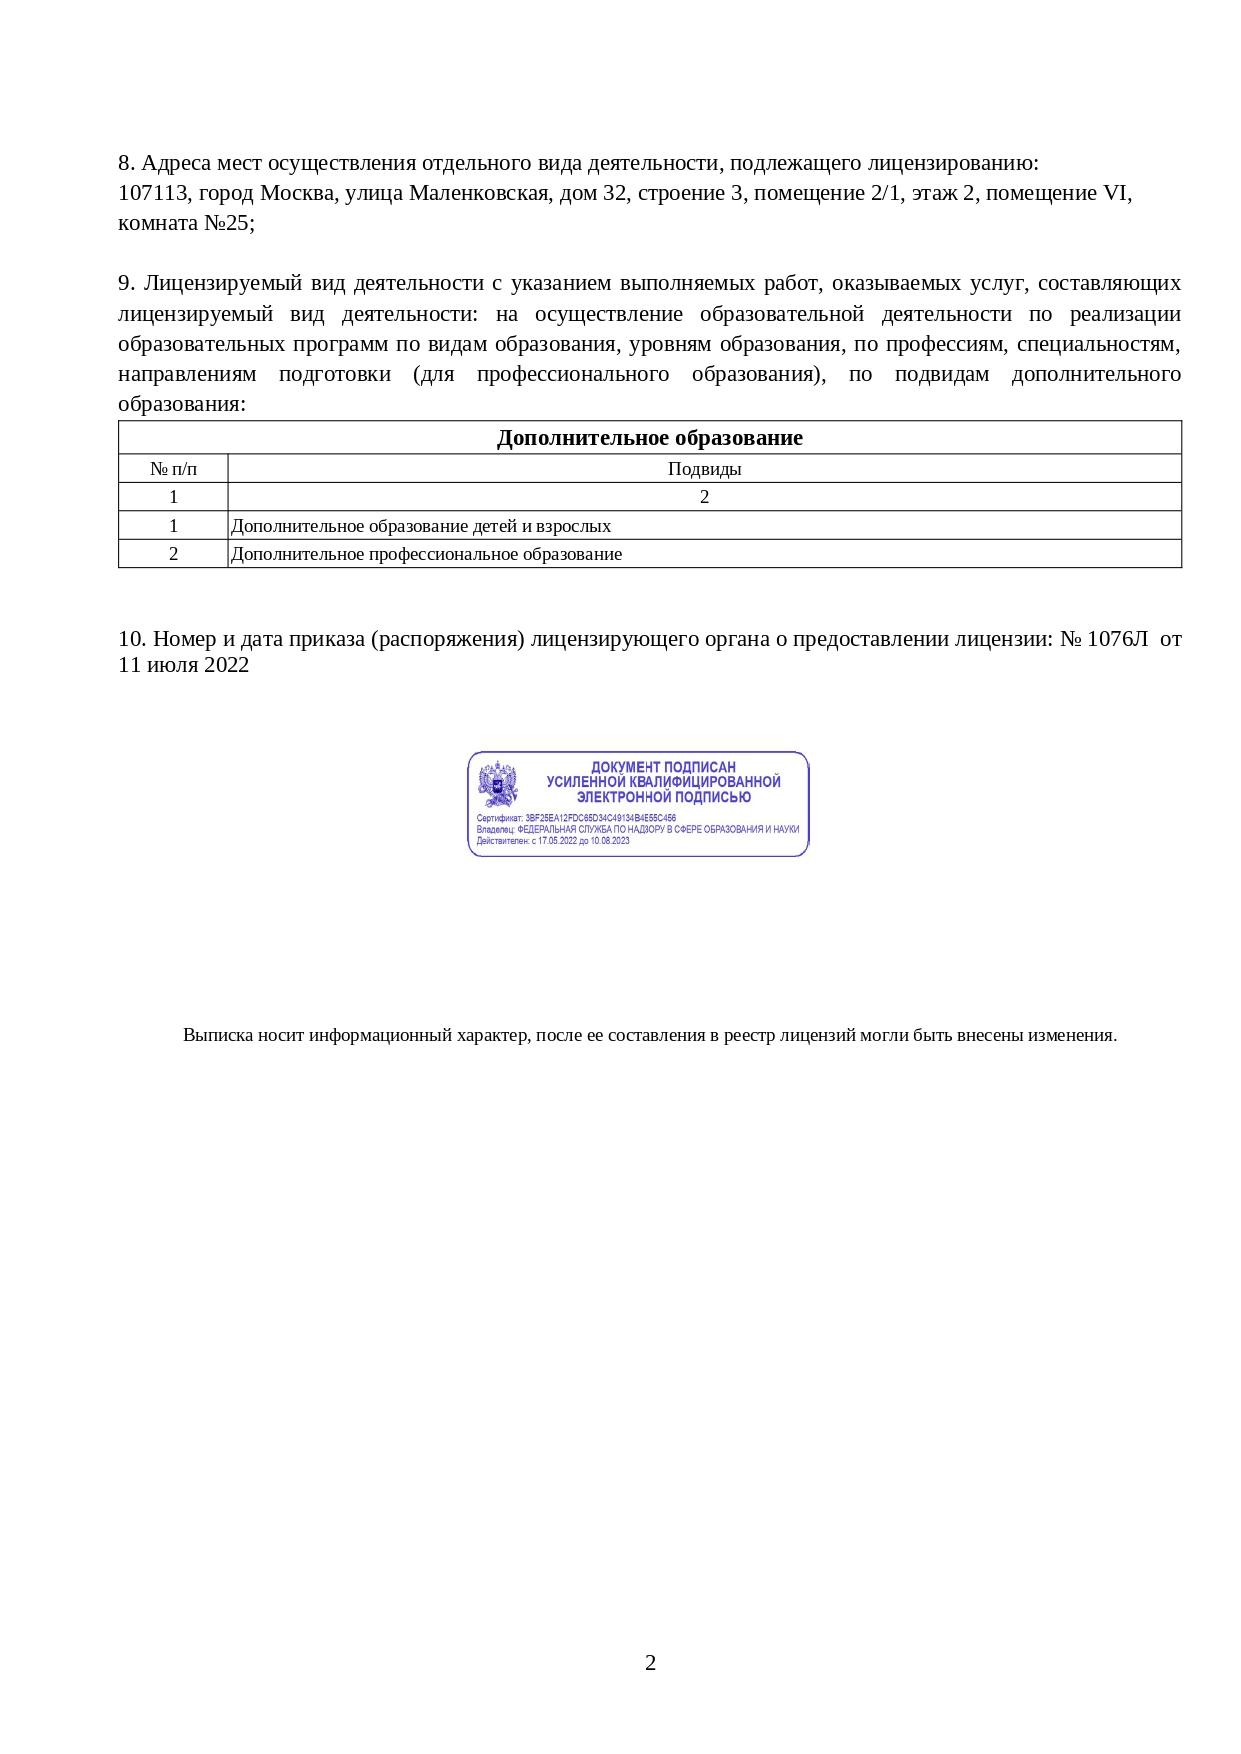 8. Адреса мест осуществления отдельного вида деятельности, подлежащего лицензированию:
107113, город Москва, улица Маленковская, дом 32, строение 3, помещение 2/1, этаж 2, помещение VI,
комната №25;
9. Лицензируемый вид деятельности с указанием выполняемых работ, оказываемых услуг, составляющих
лицензируемый вид деятельности: на осуществление образовательной деятельности по реализации
образовательных программ по видам образования, уровням образования, по профессиям, специальностям,
направлениям подготовки (для профессионального образования), по подвидам дополнительного
образования:
Дополнительное образование
№ п/п Подвиды
1 2
1 Дополнительное образование детей и взрослых
2 Дополнительное профессиональное образование
10. Номер и дата приказа (распоряжения) лицензирующего органа о предоставлении лицензии: № 1076Л от
11 июля 2022
ДОКУМЕНТ ПОДПИСАН
УСИЛЕННОЙ КВАЛИФИЦИРОВАННОЙ
ЭЛЕКТРОННОЙ ПОДПИСЬЮ
Сертификат: 3BF25EA12FDC65D34C49134B4E55C456
Владелец: ФЕДЕРАЛЬНАЯ СЛУЖБА ПО НАДЗОРУ В СФЕРЕ ОБРАЗОВАНИЯ И НАУКИ
Действителен: с 17.05.2022 до 10.08.2023
Выписка носит информационный характер, после ее составления в реестр лицензий могли быть внесены изменения.
2